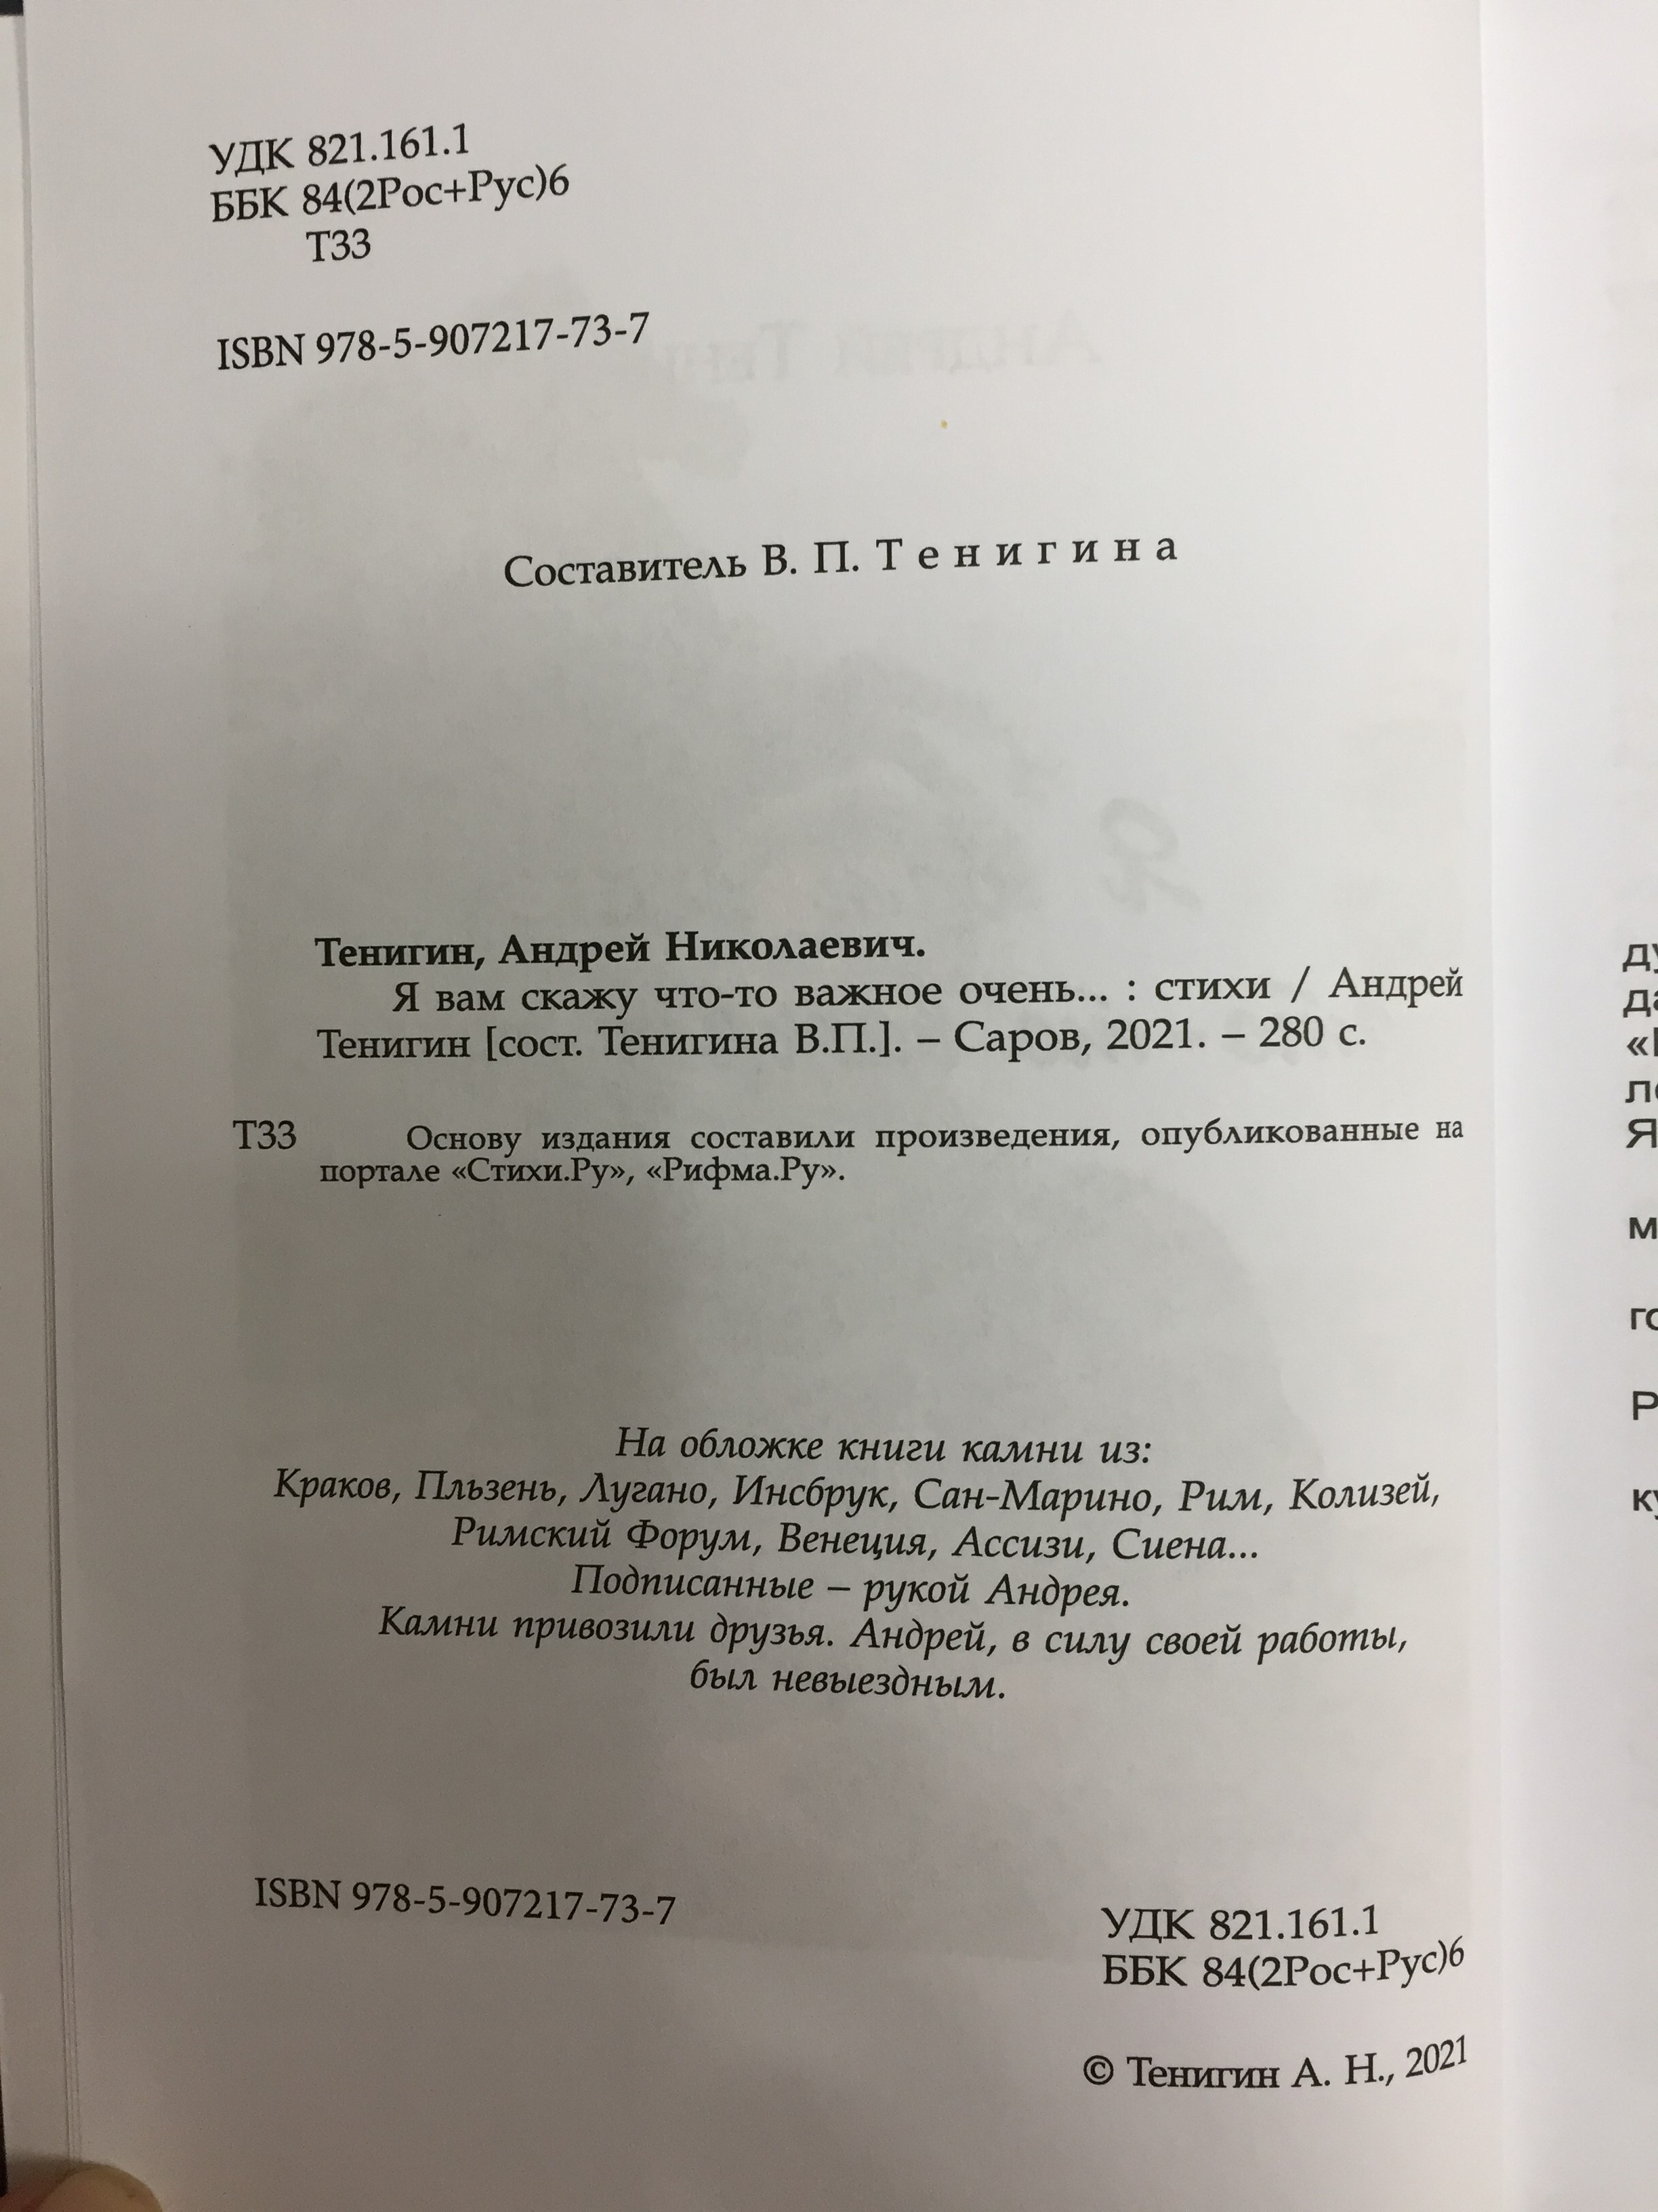 УДК 821.161.1
ББК 84(2Рос+Рус)6
Т33
ISBN 978-5-907217-73-7
Составитель В. П. Т е н и г и н а
Тенигин, Андрей Николаевич.
Я вам скажу что-то важное очень... : стихи / Андрей
Тенигин [сост. Тенигина В.П.]. – Саров, 2021. – 280 с.
Т33 Основу издания составили произведения, опубликованные на
портале «Стихи.Ру», «Рифма.Ру».
На обложке книги камни из:
Краков, Пльзень, Лугано, Инсбрук, Сан-Марино, Рим, Колизей,
Римский Форум, Венеция, Ассизи, Сиена...
Подписанные – рукой Андрея.
Камни привозили друзья. Андрей, в силу своей работы,
был невыездным.
ISBN 978-5-907217-73-7
УДК 821.161.1
ББК 84(2Рос+Рус)6
© Тенигин А. Н., 2021